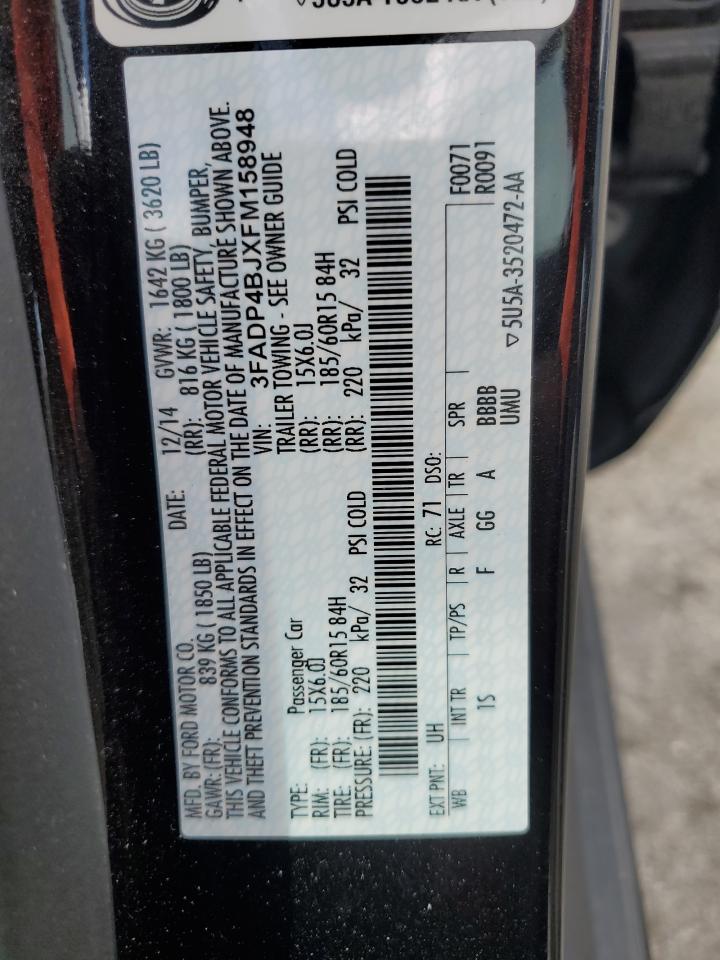 MFD. BY FORD MOTOR CO. DATE: 12/14 GVWR: 1642 KG ( 3620 LB)
GAWR: (FR): 839 KG ( 1850 LB) (RR): 816 KG ( 1800 LB)
THIS VEHICLE CONFORMS TO ALL APPLICABLE FEDERAL MOTOR VEHICLE SAFETY, BUMPER,
AND THEFT PREVENTION STANDARDS IN EFFECT ON THE DATE OF MANUFACTURE SHOWN ABOVE.
VIN: 3FADP4BJXFM158948
TYPE: Passenger Car TRAILER TOWING - SEE OWNER GUIDE
RIM: (FR): 15X6.0J (RR): 15X6.0J
TIRE: (FR): 185/60R15 84H (RR): 185/60R15 84H
PRESSURE: (FR): 220 kPa/ 32 PSI COLD (RR): 220 kPa/ 32 PSI COLD
EXT PNT: UH RC: 71 DSO: F0071
WB INT TR TP/PS R AXLE TR SPR R0091
1S F GG A BBBB
UMU
▽5U5A-3520472-AA